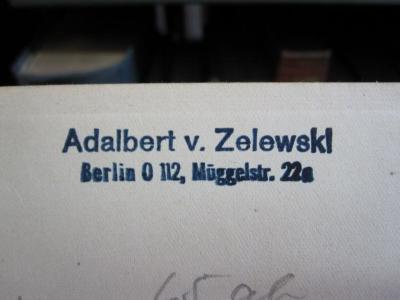 Adalbert v. Zelewski
Berlin O 112, Müggelstr. 22a